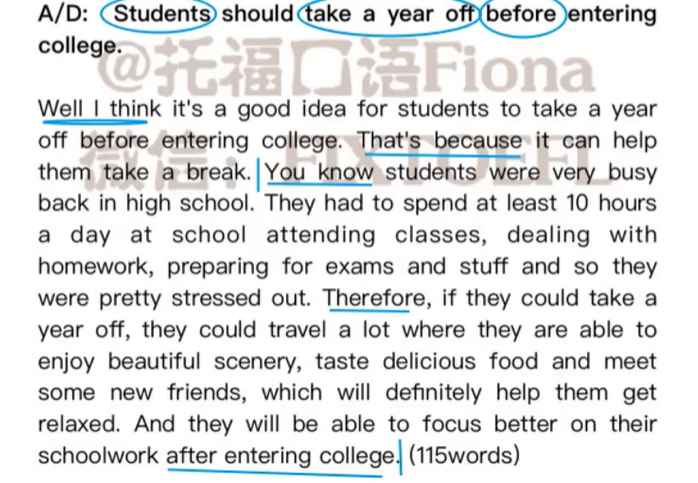 A/D: Students should take a year off before entering
college.
@托福口语Fiona
Well I think it's a good idea for students to take a year
off before entering college. That's because it can help
微信: FIXTOEFL
them take a break. You know students were very busy
back in high school. They had to spend at least 10 hours
a day at school attending classes, dealing with
homework, preparing for exams and stuff and so they
were pretty stressed out. Therefore, if they could take a
year off, they could travel a lot where they are able to
enjoy beautiful scenery, taste delicious food and meet
some new friends, which will definitely help them get
relaxed. And they will be able to focus better on their
schoolwork after entering college. (115words)